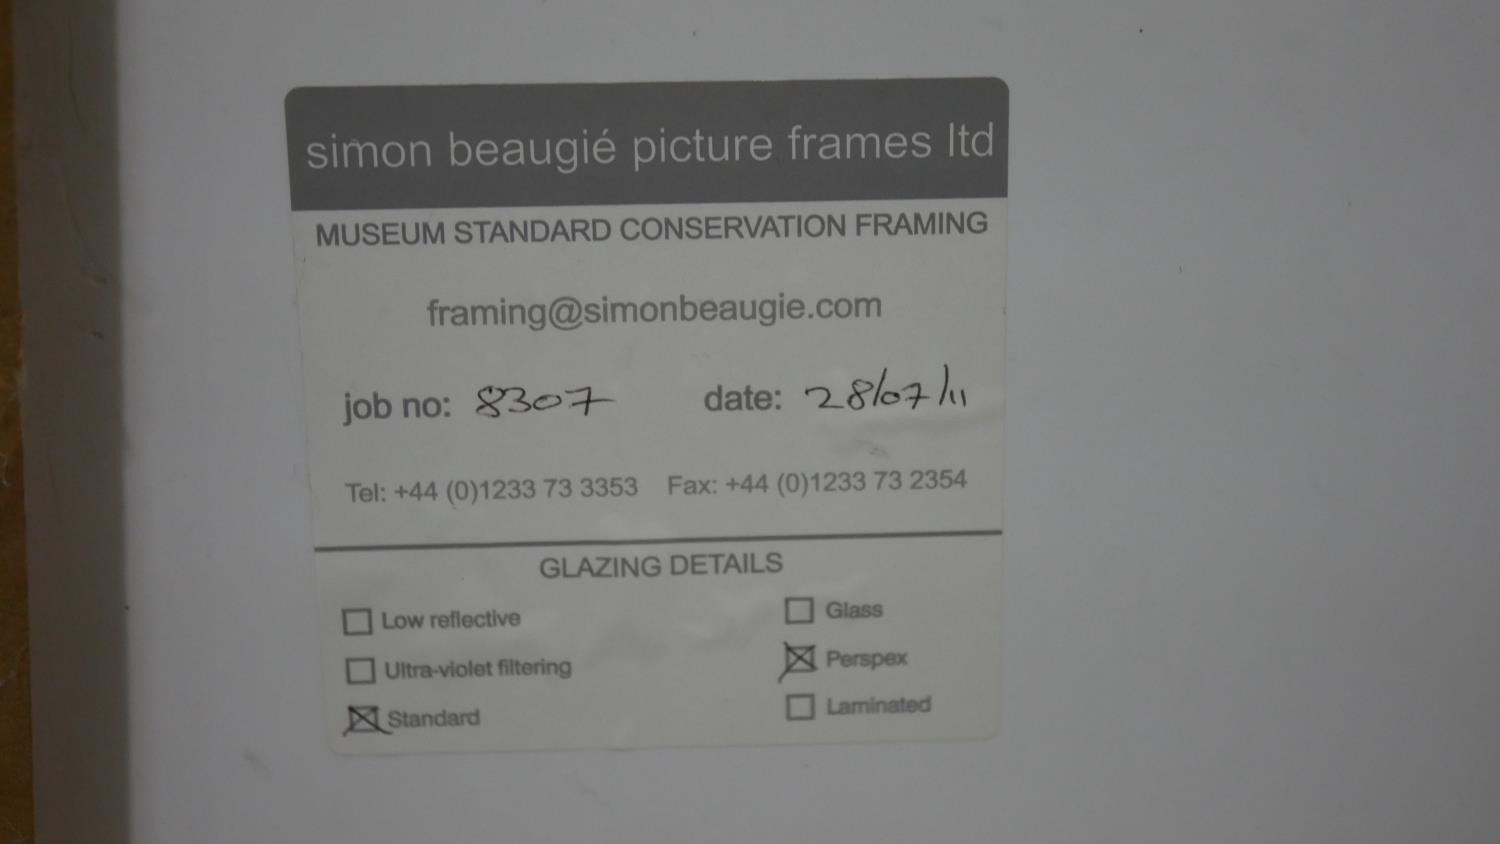 simon beaugié picture frames ltd
MUSEUM STANDARD CONSERVATION FRAMING
framing@simonbeaugie.com
job no: 8307 date: 28/07/11
Tel: +44 (0)1233 73 3353 Fax: +44 (0)1233 73 2354
GLAZING DETAILS
Low reflective Glass
Ultra-violet filtering Perspex
Standard Laminated